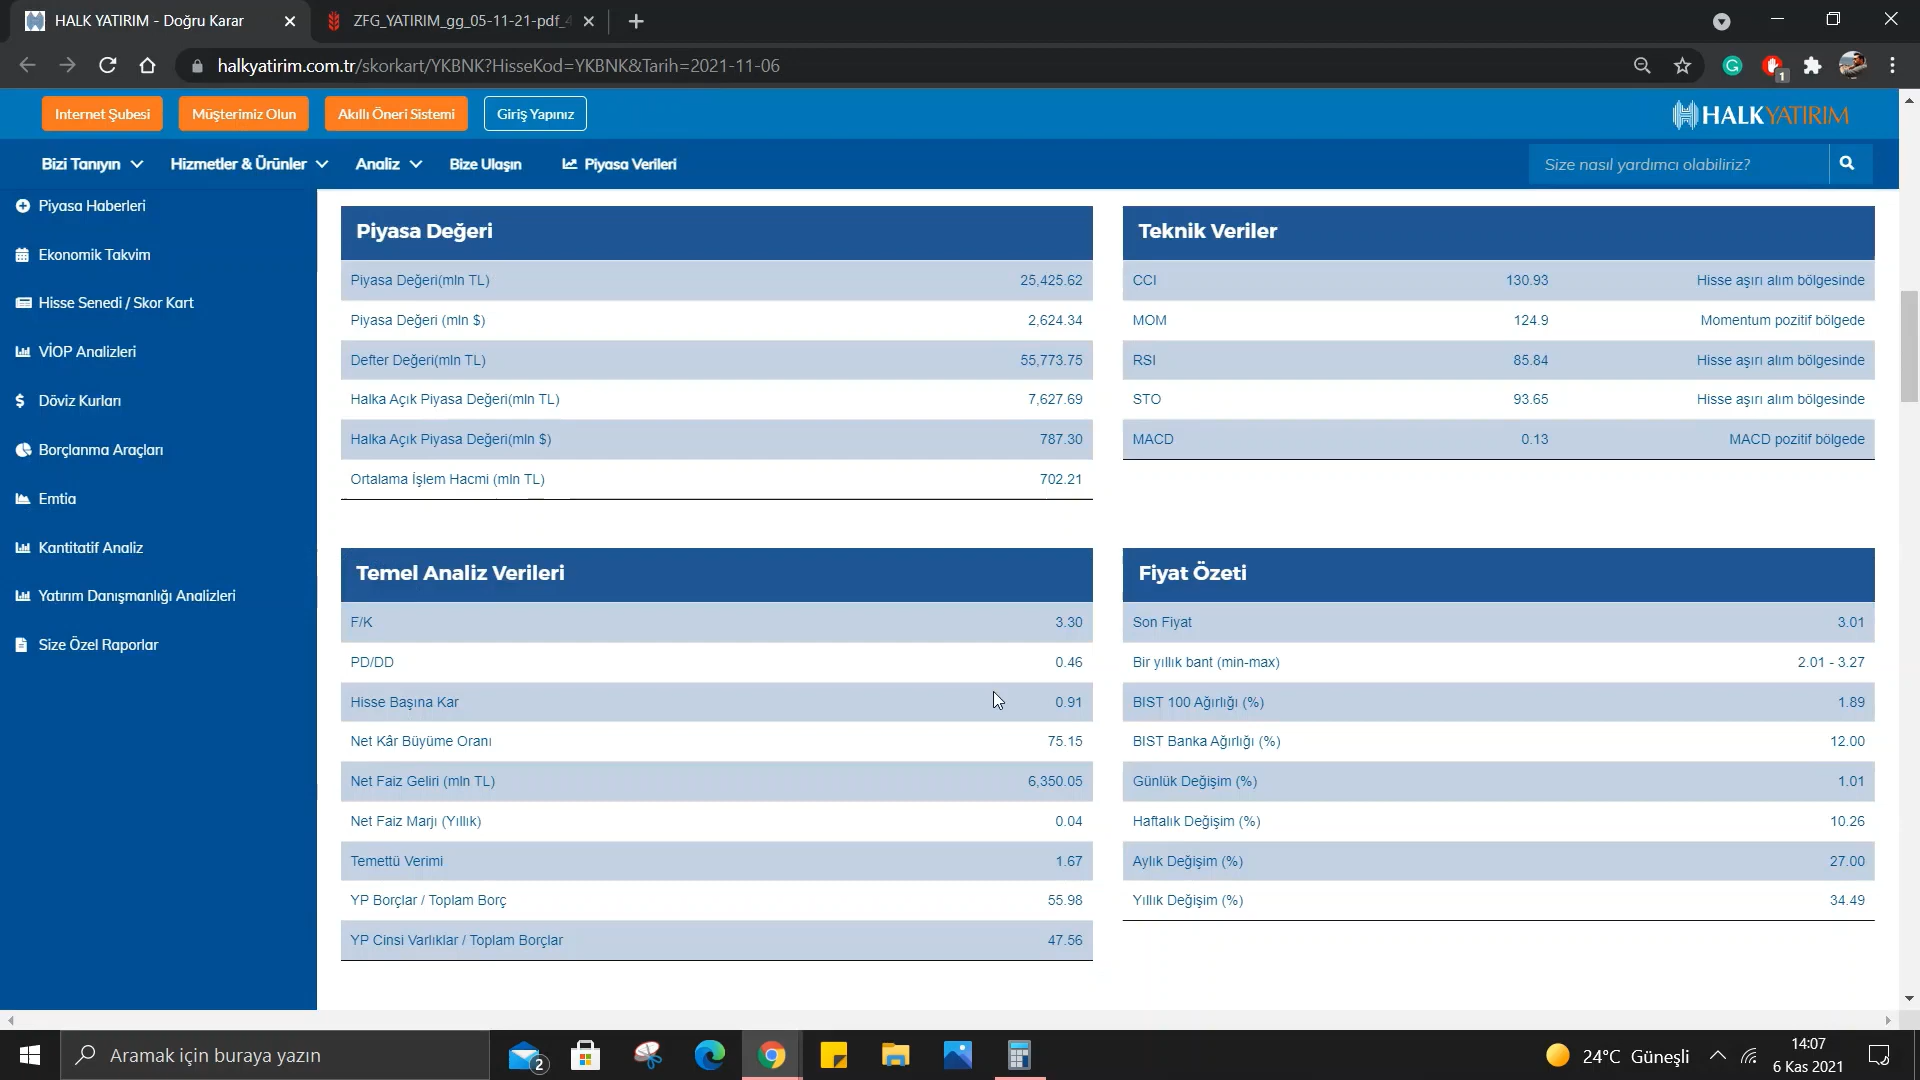 HALK YATIRIM - Doğru Karar
ZFG_YATIRIM_gg_05-11-21-pdf_4
halkyatirim.com.tr/skorkart/YKBNK?HisseKod=YKBNK&Tarih=2021-11-06
1
Internet Şubesi
Müşterimiz Olun
Akıllı Öneri Sistemi
Giriş Yapınız
HALKYATIRIM
Bizi Tanıyın
Hizmetler & Ürünler
Analiz
Bize Ulaşın
Piyasa Verileri
Size nasıl yardımcı olabiliriz?
Piyasa Haberleri
Ekonomik Takvim
Hisse Senedi / Skor Kart
VİOP Analizleri
Döviz Kurları
Borçlanma Araçları
Emtia
Kantitatif Analiz
Yatırım Danışmanlığı Analizleri
Size Özel Raporlar
Piyasa Değeri
Piyasa Değeri(mln TL) 25,425.62
Piyasa Değeri (mln $) 2,624.34
Defter Değeri(mln TL) 55,773.75
Halka Açık Piyasa Değeri(mln TL) 7,627.69
Halka Açık Piyasa Değeri(mln $) 787.30
Ortalama İşlem Hacmi (mln TL) 702.21
Teknik Veriler
CCI 130.93 Hisse aşırı alım bölgesinde
MOM 124.9 Momentum pozitif bölgede
RSI 85.84 Hisse aşırı alım bölgesinde
STO 93.65 Hisse aşırı alım bölgesinde
MACD 0.13 MACD pozitif bölgede
Temel Analiz Verileri
F/K 3.30
PD/DD 0.46
Hisse Başına Kar 0.91
Net Kâr Büyüme Oranı 75.15
Net Faiz Geliri (mln TL) 6,350.05
Net Faiz Marjı (Yıllık) 0.04
Temettü Verimi 1.67
YP Borçlar / Toplam Borç 55.98
YP Cinsi Varlıklar / Toplam Borçlar 47.56
Fiyat Özeti
Son Fiyat 3.01
Bir yıllık bant (min-max) 2.01 - 3.27
BIST 100 Ağırlığı (%) 1.89
BIST Banka Ağırlığı (%) 12.00
Günlük Değişim (%) 1.01
Haftalık Değişim (%) 10.26
Aylık Değişim (%) 27.00
Yıllık Değişim (%) 34.49
Aramak için buraya yazın
2
24°C Güneşli
14:07
6 Kas 2021